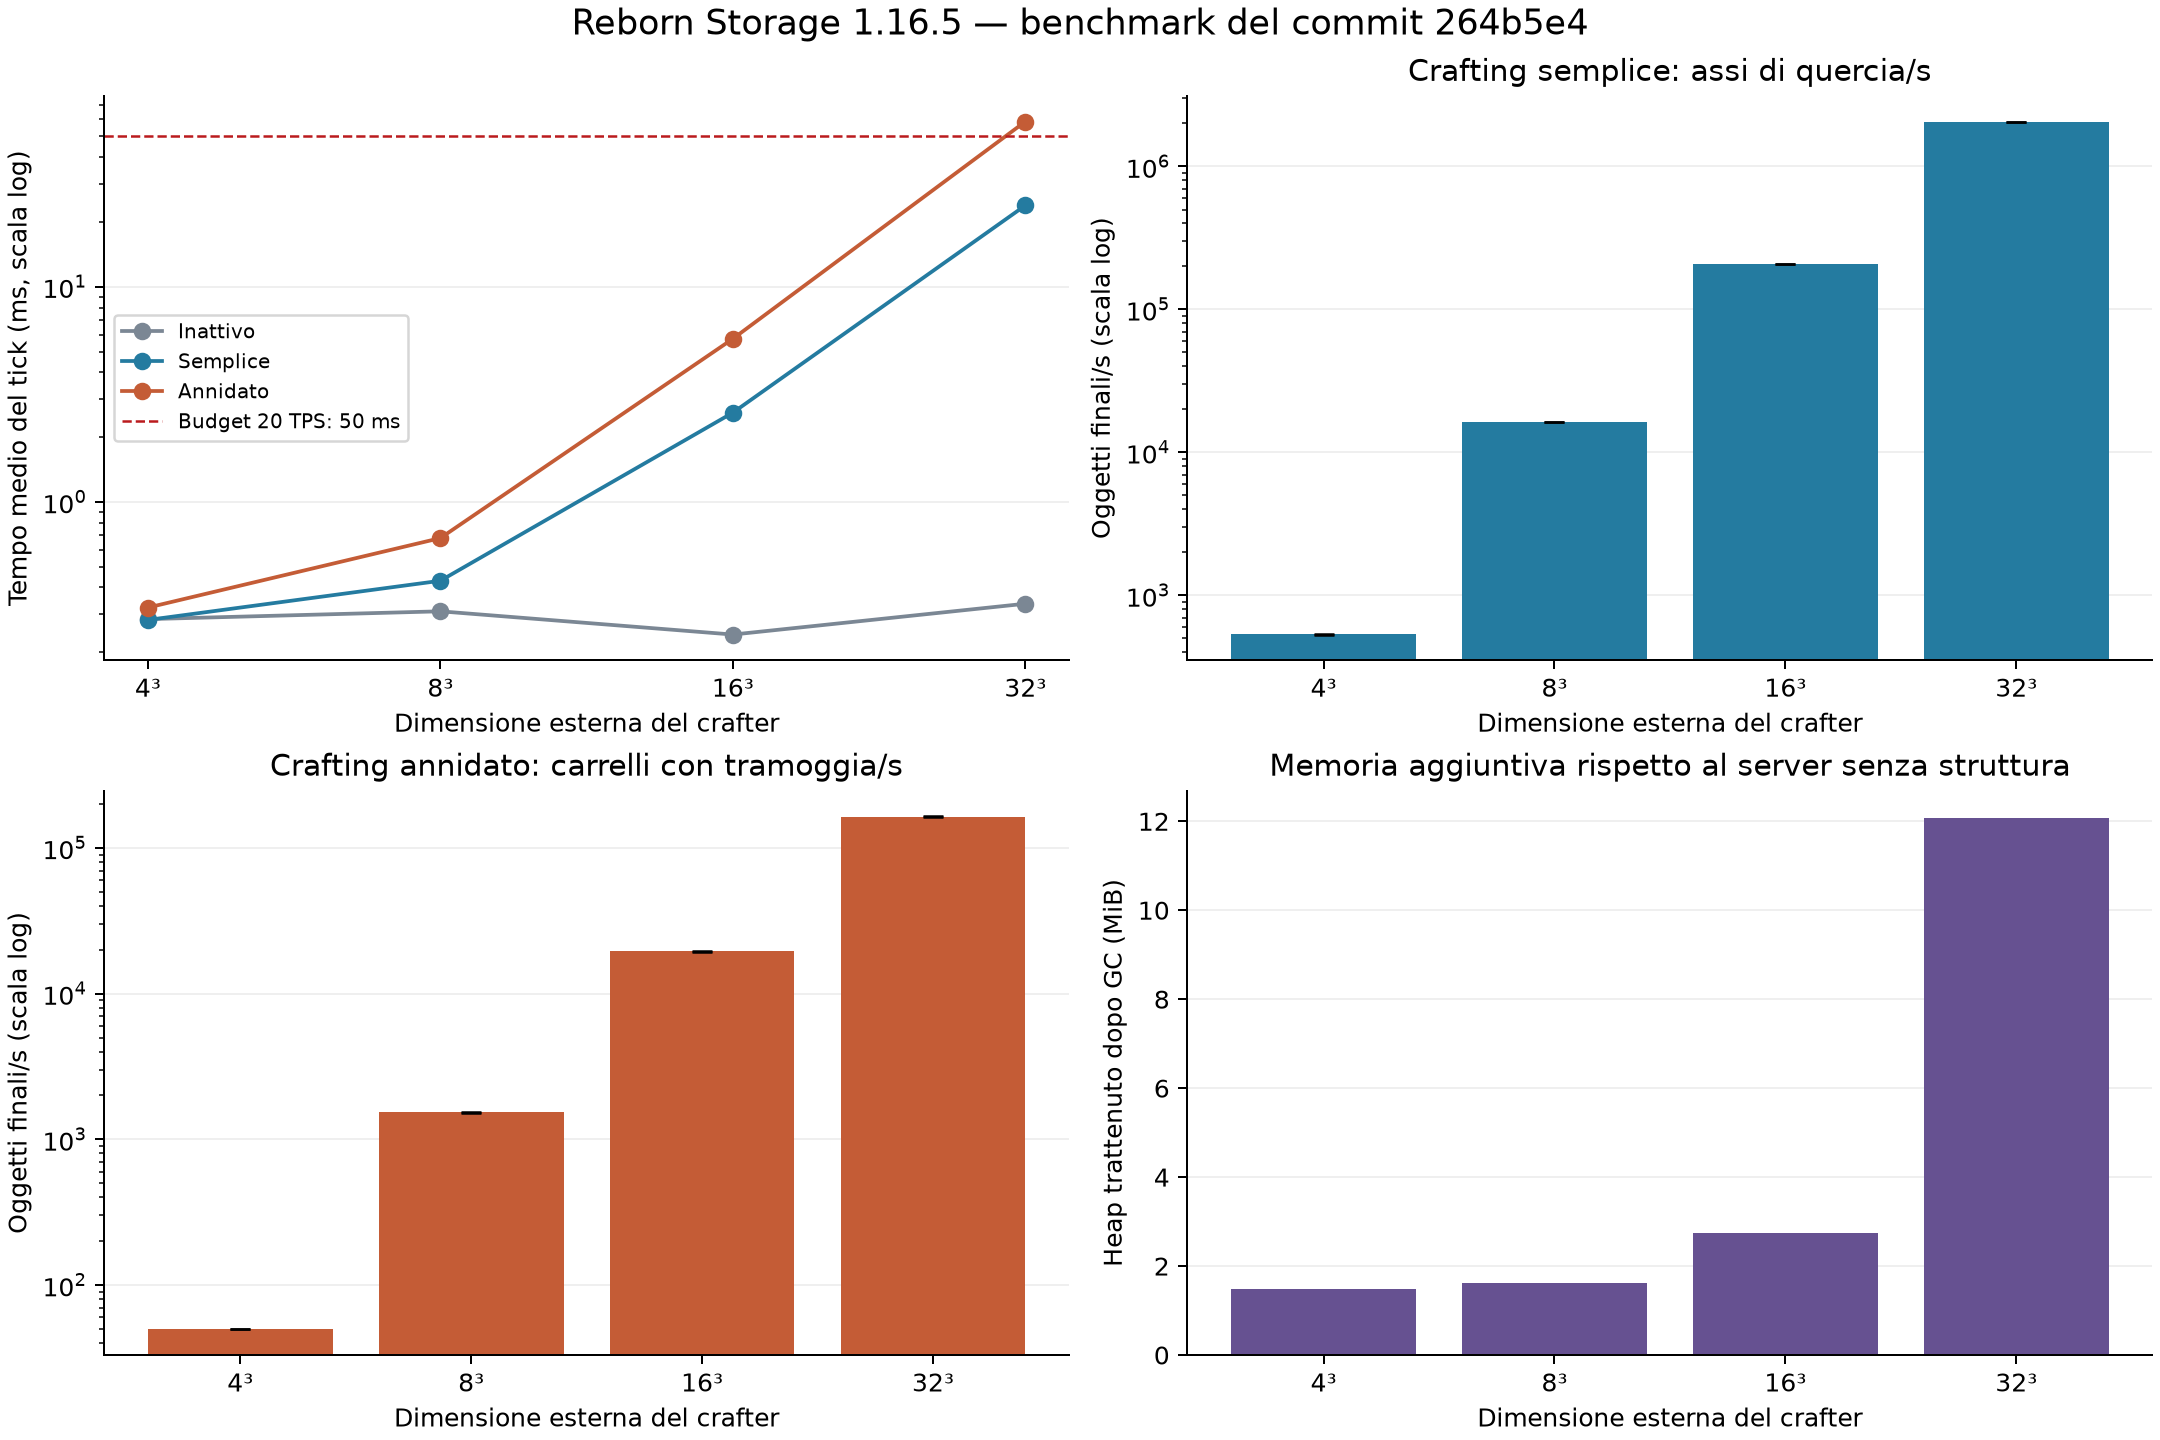 Reborn Storage 1.16.5 — benchmark del commit 264b5e4
Tempo medio del tick (ms, scala log)
10¹
10⁰
Inattivo
Semplice
Annidato
Budget 20 TPS: 50 ms
4³ 8³ 16³ 32³
Dimensione esterna del crafter
Crafting semplice: assi di quercia/s
Oggetti finali/s (scala log)
10⁶
10⁵
10⁴
10³
4³ 8³ 16³ 32³
Dimensione esterna del crafter
Crafting annidato: carrelli con tramoggia/s
Oggetti finali/s (scala log)
10⁵
10⁴
10³
10²
4³ 8³ 16³ 32³
Dimensione esterna del crafter
Memoria aggiuntiva rispetto al server senza struttura
Heap trattenuto dopo GC (MiB)
12
10
8
6
4
2
0
4³ 8³ 16³ 32³
Dimensione esterna del crafter